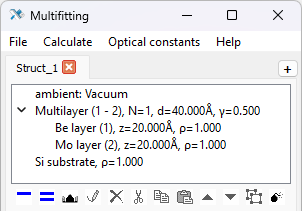 Multifitting
File Calculate Optical constants Help
Struct_1
ambient: Vacuum
Multilayer (1 - 2), N=1, d=40.000Å, γ=0.500
Be layer (1), z=20.000Å, ρ=1.000
Mo layer (2), z=20.000Å, ρ=1.000
Si substrate, ρ=1.000